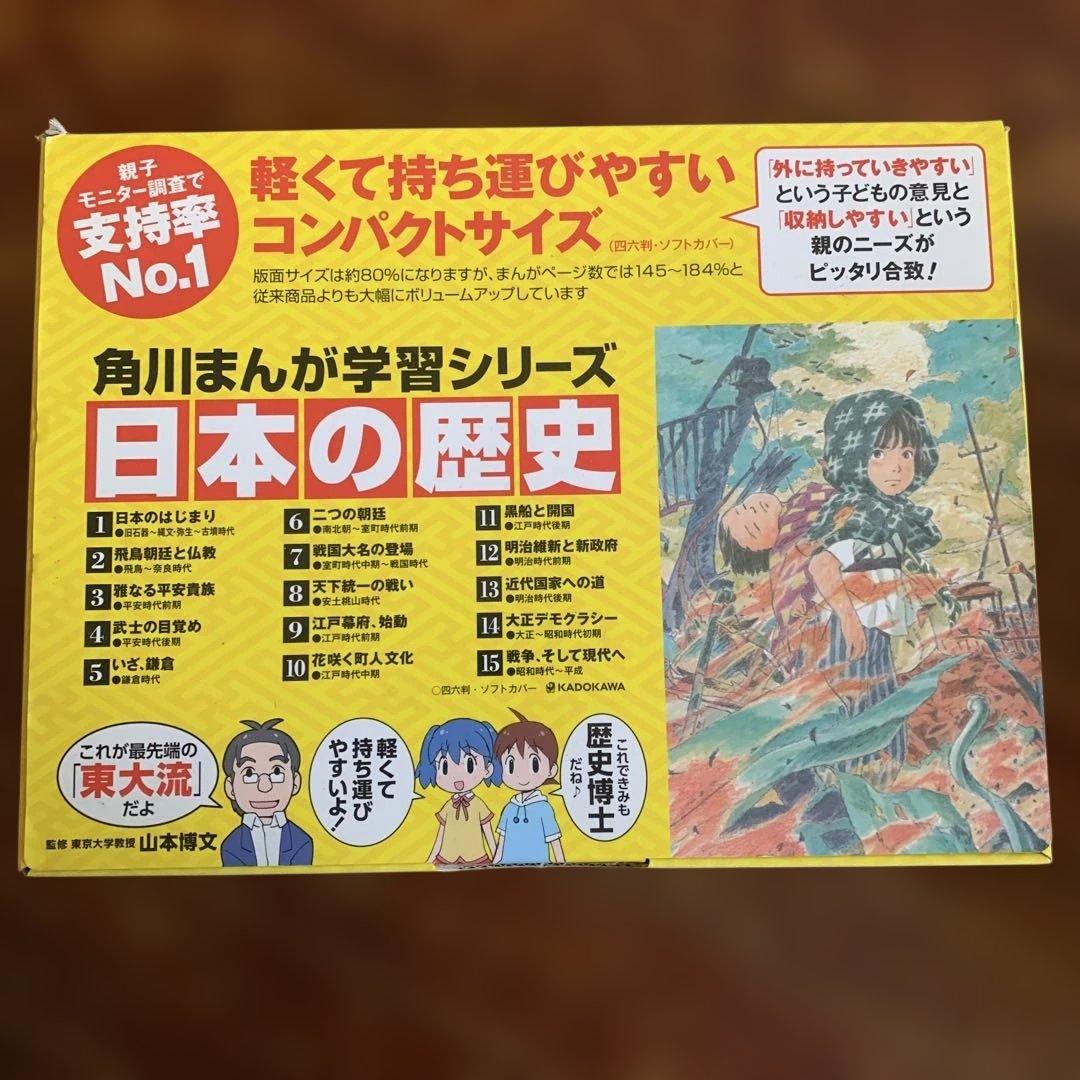 親子
モニター調査で
支持率
No.1
軽くて持ち運びやすい
コンパクトサイズ(四六判・ソフトカバー)
版面サイズは約80%になりますが、まんがページ数では145〜184%と
従来商品よりも大幅にボリュームアップしています
「外に持っていきやすい」
という子どもの意見と
「収納しやすい」という
親のニーズが
ピッタリ合致!
角川まんが学習シリーズ
日本の歴史
1 日本のはじまり
●旧石器〜縄文・弥生〜古墳時代
2 飛鳥朝廷と仏教
●飛鳥〜奈良時代
3 雅なる平安貴族
●平安時代前期
4 武士の目覚め
●平安時代後期
5 いざ、鎌倉
●鎌倉時代
6 二つの朝廷
●南北朝〜室町時代前期
7 戦国大名の登場
●室町時代中期〜戦国時代
8 天下統一の戦い
●安土桃山時代
9 江戸幕府、始動
●江戸時代前期
10 花咲く町人文化
●江戸時代中期
11 黒船と開国
●江戸時代後期
12 明治維新と新政府
●明治時代前期
13 近代国家への道
●明治時代後期
14 大正デモクラシー
●大正〜昭和時代初期
15 戦争、そして現代へ
●昭和時代〜平成
○四六判・ソフトカバー KADOKAWA
これが最先端の
「東大流」
だよ
監修 東京大学教授 山本博文
軽くて
持ち運び
やすいよ!
これできみも
歴史博士
だね♪